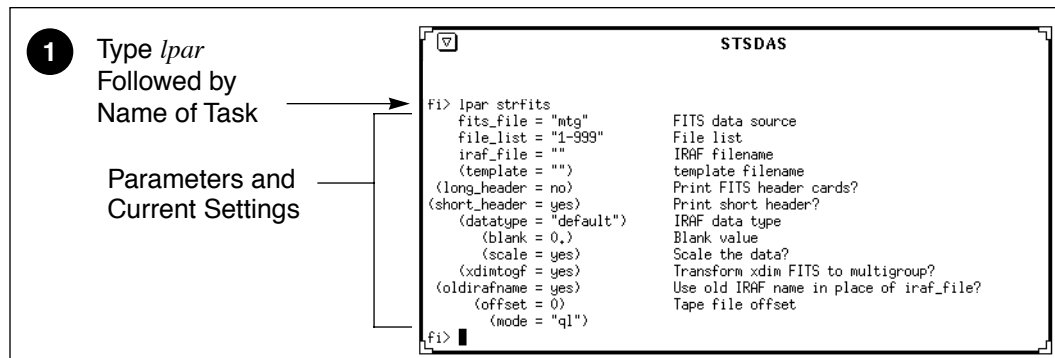 1
Type lpar
Followed by
Name of Task
Parameters and
Current Settings
STSDAS
fi> lpar strfits
fits_file = "mtg" FITS data source
file_list = "1-999" File list
iraf_file = "" IRAF filename
(template = "") template filename
(long_header = no) Print FITS header cards?
(short_header = yes) Print short header?
(datatype = "default") IRAF data type
(blank = 0.) Blank value
(scale = yes) Scale the data?
(xdimtogf = yes) Transform xdim FITS to multigroup?
(oldirafname = yes) Use old IRAF name in place of iraf_file?
(offset = 0) Tape file offset
(mode = "ql")
fi>